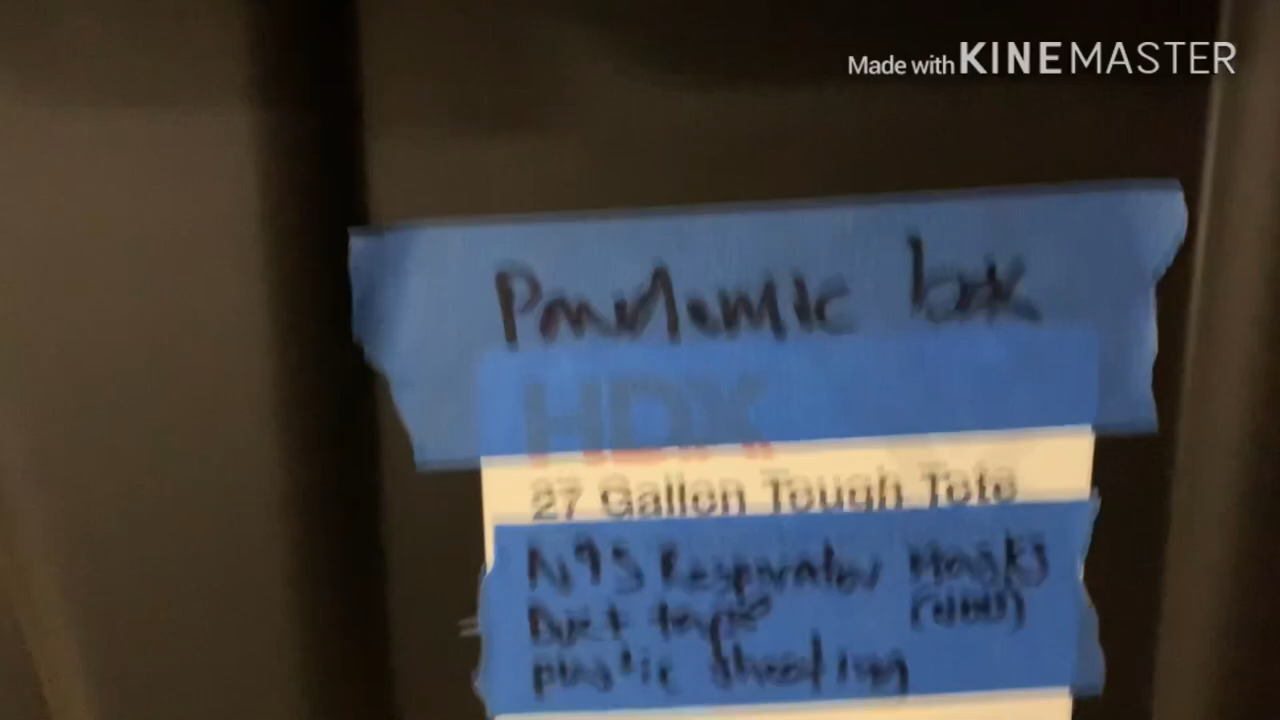 Made with KINEMASTER
Pandemic box
HDX
27 Gallon Tough Tote
N95 Respirator Masks
Duct tape
plastic sheeting